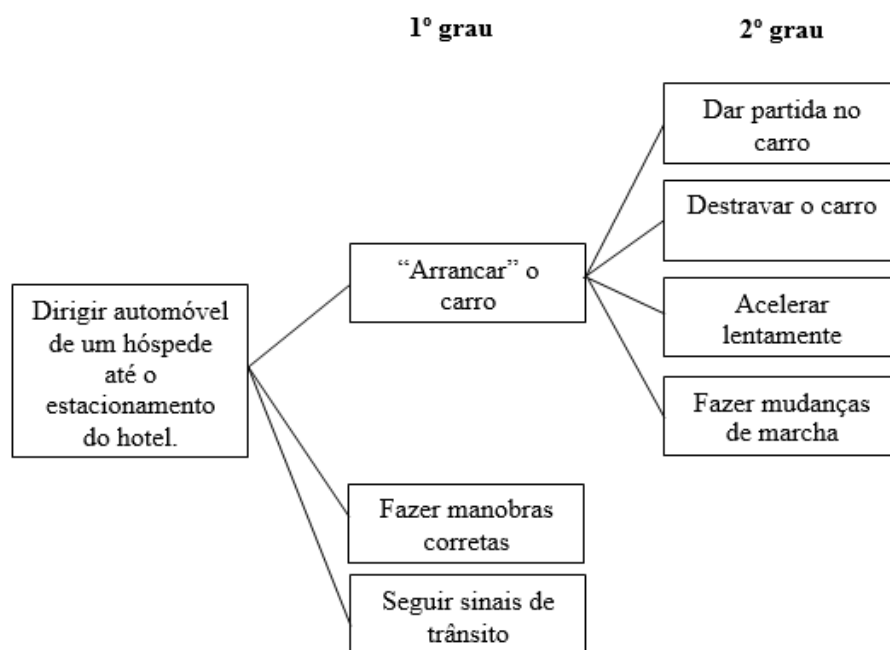 1º grau
2º grau
Dar partida no
carro
Destravar o carro
“Arrancar” o
carro
Acelerar
lentamente
Dirigir automóvel
de um hóspede
até o
estacionamento
do hotel.
Fazer mudanças
de marcha
Fazer manobras
corretas
Seguir sinais de
trânsito